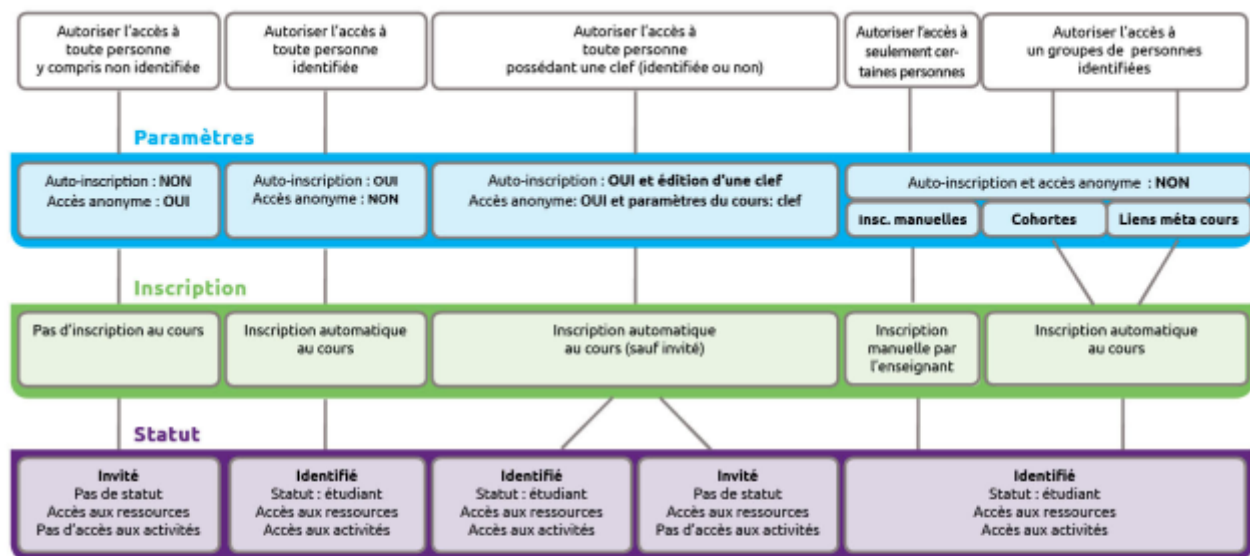 Autoriser l'accès à
toute personne
y compris non identifiée
Autoriser l'accès à
toute personne
identifiée
Autoriser l'accès à
toute personne
possédant une clef (identifiée ou non)
Autoriser l'accès à
seulement cer-
taines personnes
Autoriser l'accès à
un groupes de personnes
identifiées
Paramètres
Auto-inscription : NON
Accès anonyme : OUI
Auto-inscription : OUI
Accès anonyme : NON
Auto-inscription : OUI et édition d'une clef
Accès anonyme: OUI et paramètres du cours: clef
Auto-inscription et accès anonyme : NON
Insc. manuelles
Cohortes
Liens méta cours
Inscription
Pas d'inscription au cours
Inscription automatique
au cours
Inscription automatique
au cours (sauf invité)
Inscription
manuelle par
l'enseignant
Inscription automatique
au cours
Statut
Invité
Pas de statut
Accès aux ressources
Pas d'accès aux activités
Identifié
Statut : étudiant
Accès aux ressources
Accès aux activités
Identifié
Statut : étudiant
Accès aux ressources
Accès aux activités
Invité
Pas de statut
Accès aux ressources
Pas d'accès aux activités
Identifié
Statut : étudiant
Accès aux ressources
Accès aux activités